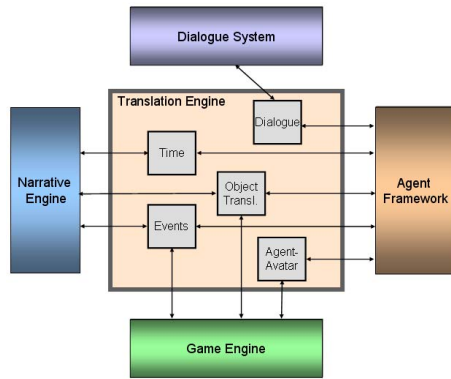 Dialogue System
Translation Engine
Dialogue
Time
Narrative
Engine
Object
Transl.
Agent
Framework
Events
Agent-
Avatar
Game Engine